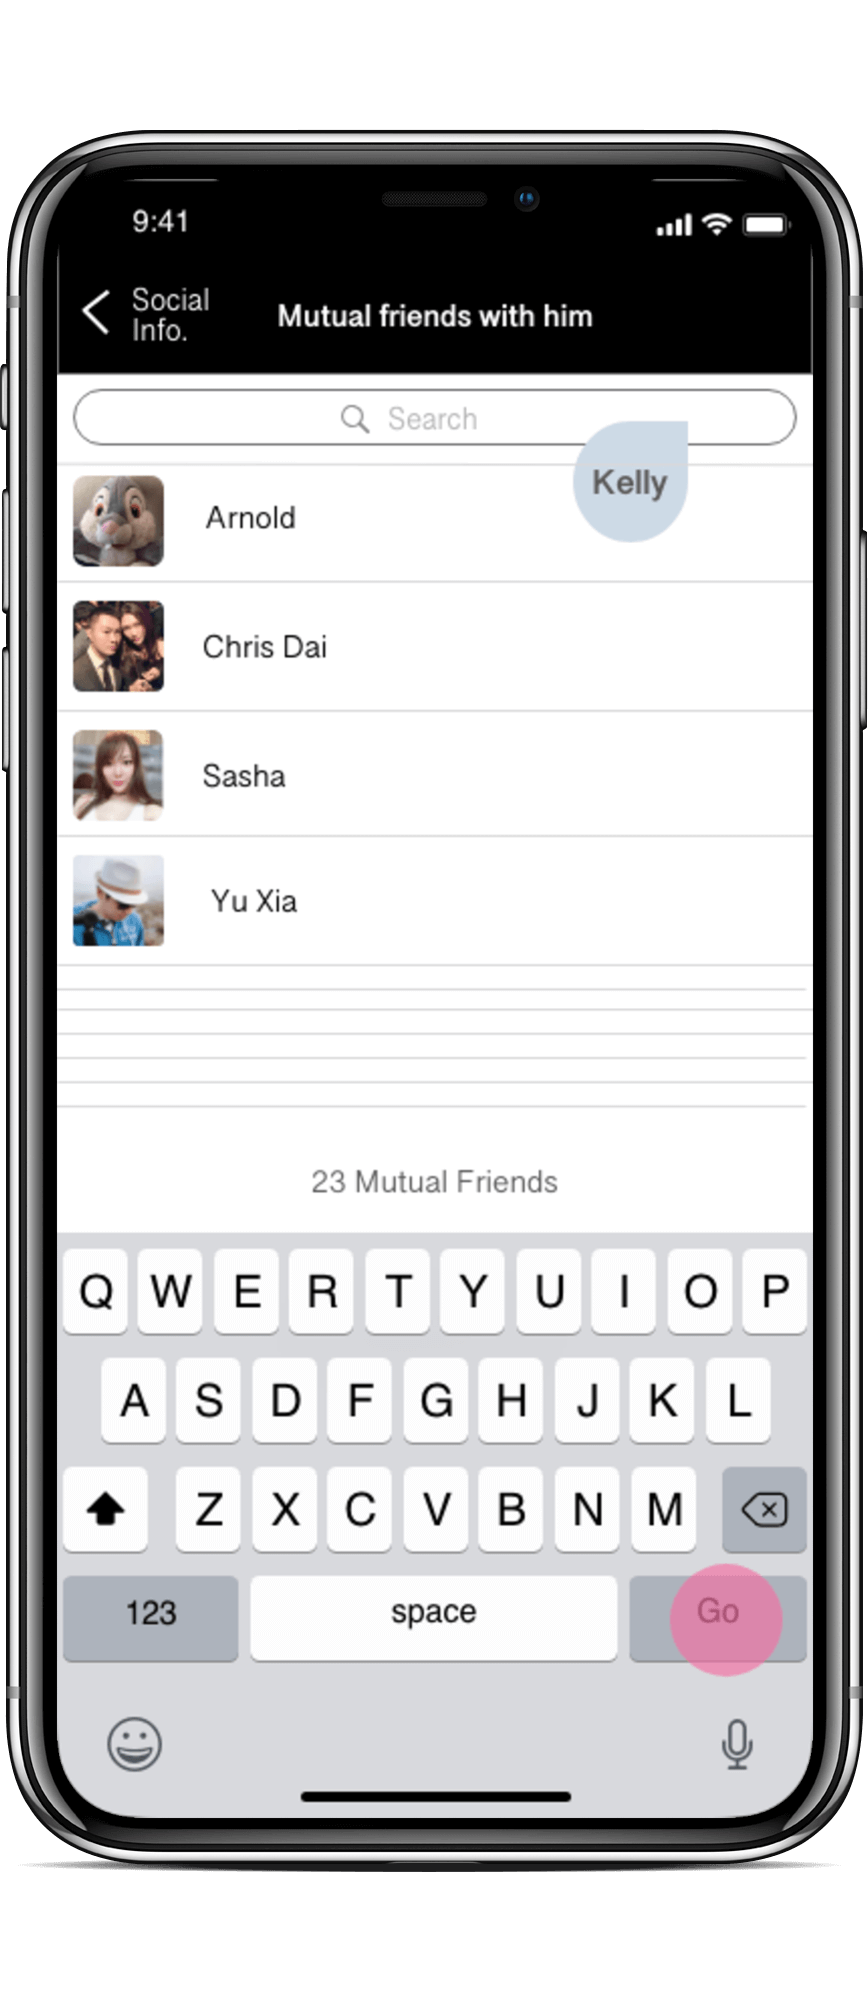 9:41
Social
Info.
Mutual friends with him
Search
Kelly
Arnold
Chris Dai
Sasha
Yu Xia
23 Mutual Friends
Q W E R T Y U I O P
A S D F G H J K L
Z X C V B N M
123 space Go